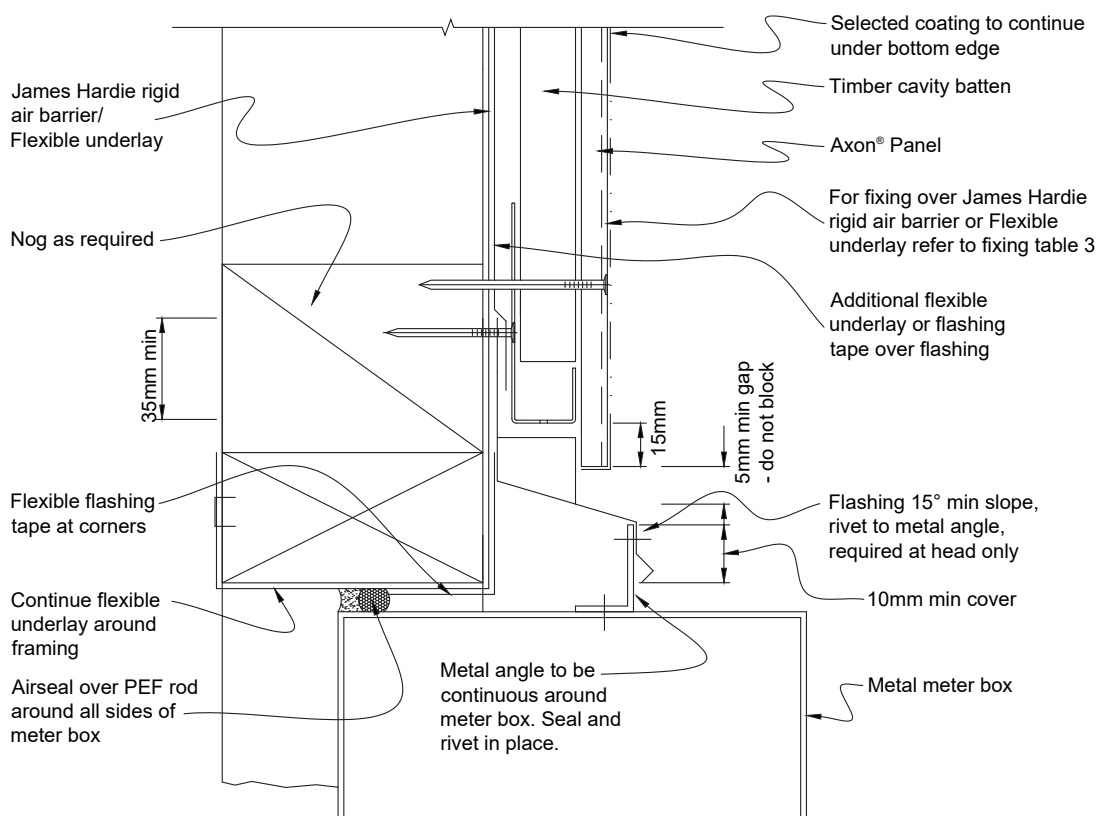 Selected coating to continue
under bottom edge
James Hardie rigid
air barrier/
Flexible underlay
Timber cavity batten
Axon® Panel
For fixing over James Hardie
rigid air barrier or Flexible
underlay refer to fixing table 3
Nog as required
Additional flexible
underlay or flashing
tape over flashing
35mm min
15mm
5mm min gap
- do not block
Flexible flashing
tape at corners
Flashing 15° min slope,
rivet to metal angle,
required at head only
10mm min cover
Continue flexible
underlay around
framing
Metal angle to be
continuous around
meter box. Seal and
rivet in place.
Airseal over PEF rod
around all sides of
meter box
Metal meter box